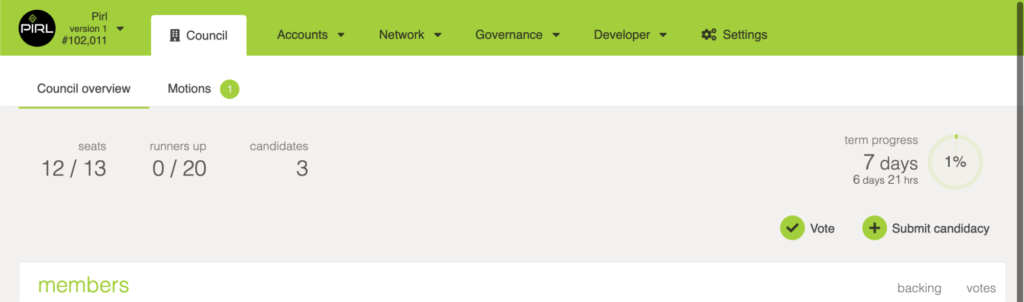 PIRL
Pirl
version 1
#102,011
Council
Accounts
Network
Governance
Developer
Settings
Council overview
Motions 1
seats
12 / 13
runners up
0 / 20
candidates
3
term progress
7 days
6 days 21 hrs
1%
Vote
Submit candidacy
members
backing
votes